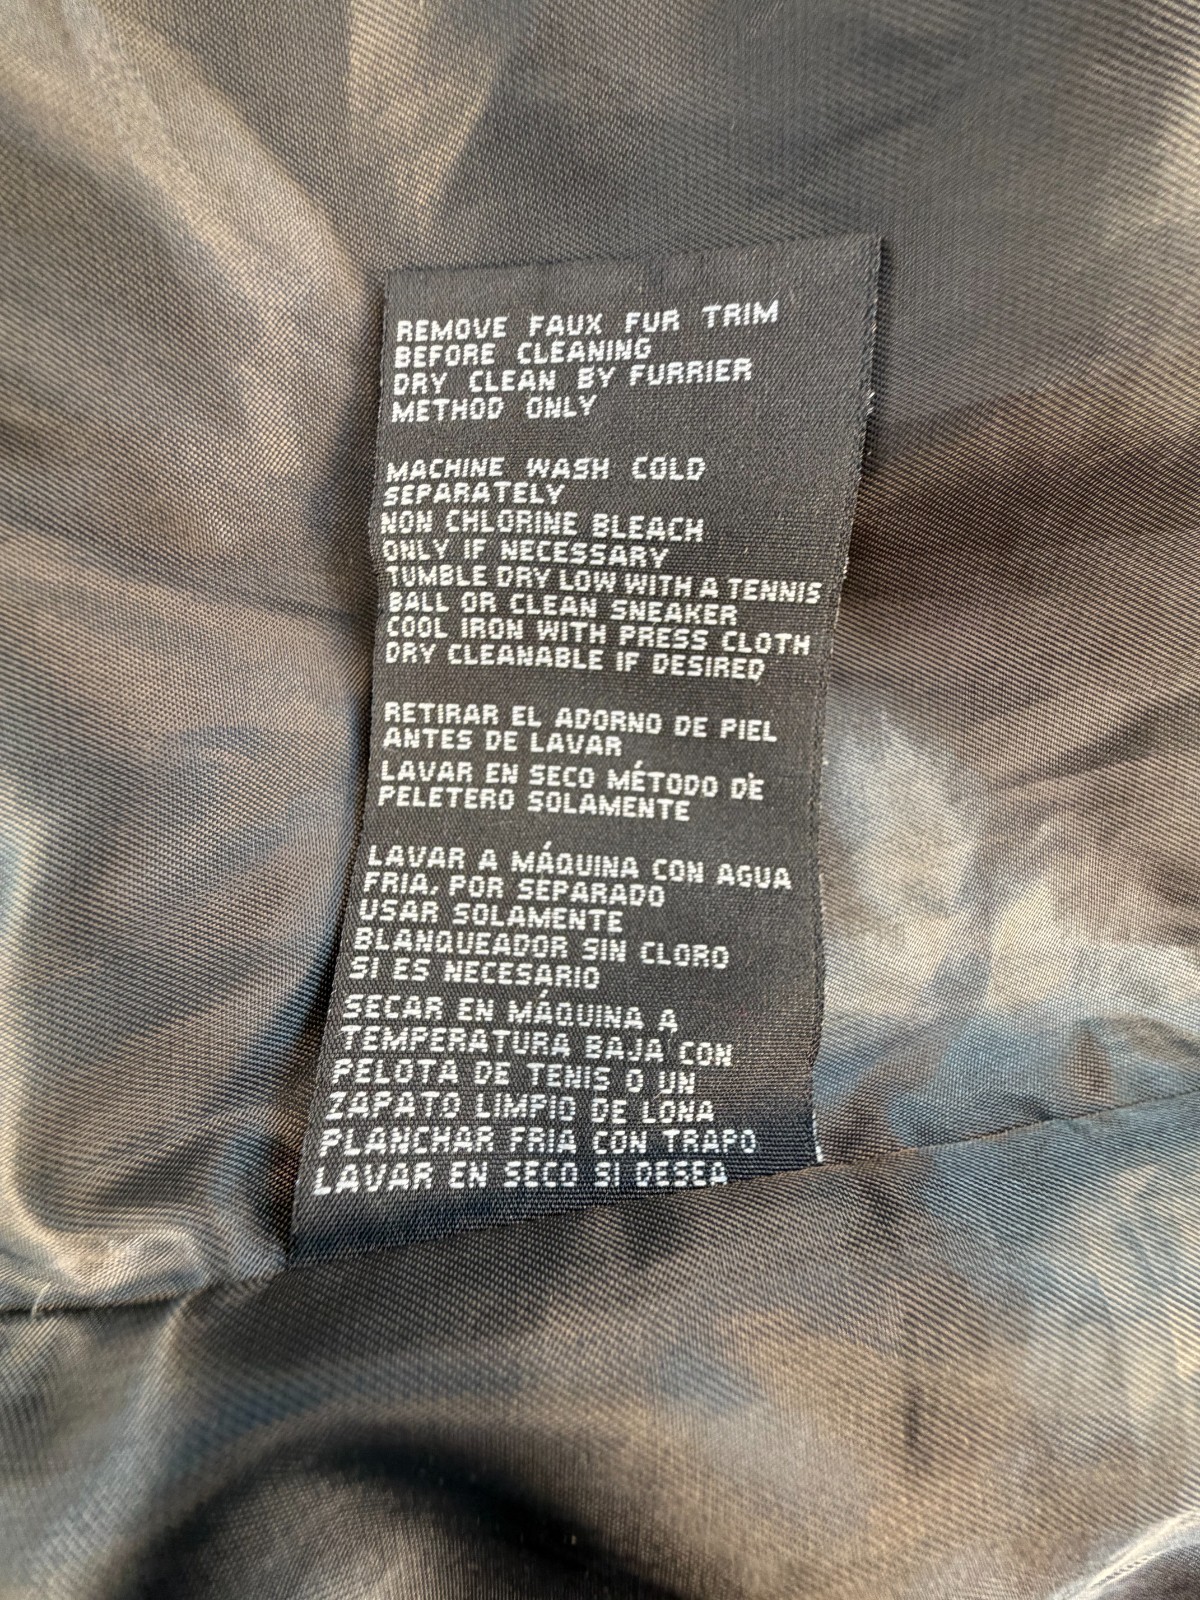 REMOVE FAUX FUR TRIM
BEFORE CLEANING
DRY CLEAN BY FURRIER
METHOD ONLY
MACHINE WASH COLD
SEPARATELY
NON CHLORINE BLEACH
ONLY IF NECESSARY
TUMBLE DRY LOW WITH A TENNIS
BALL OR CLEAN SNEAKER
COOL IRON WITH PRESS CLOTH
DRY CLEANABLE IF DESIRED
RETIRAR EL ADORNO DE PIEL
ANTES DE LAVAR
LAVAR EN SECO MÉTODO DE
PELETERO SOLAMENTE
LAVAR A MÁQUINA CON AGUA
FRIA, POR SEPARADO
USAR SOLAMENTE
BLANQUEADOR SIN CLORO
SI ES NECESARIO
SECAR EN MÁQUINA A
TEMPERATURA BAJA CON
PELOTA DE TENIS O UN
ZAPATO LIMPIO DE LONA
PLANCHAR FRIA CON TRAPO
LAVAR EN SECO SI DESEA